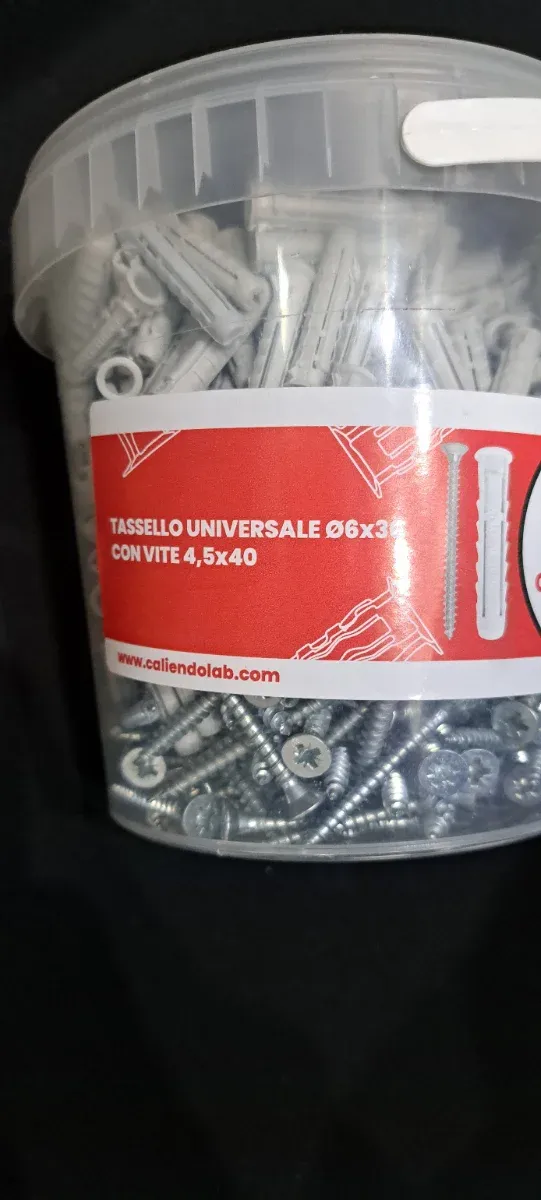 TASSELLO UNIVERSALE
CON VITE 4,5x40
www.caliendolab.com